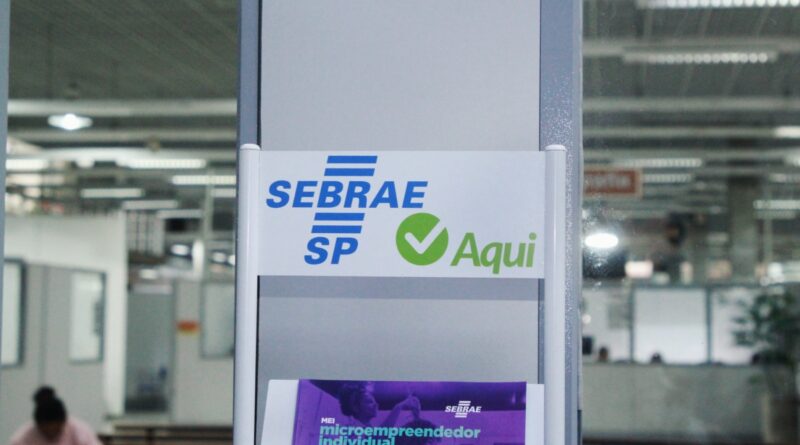 SEBRAE
SP
Aqui
SEBRAE
MEI
microempreendedor
individual